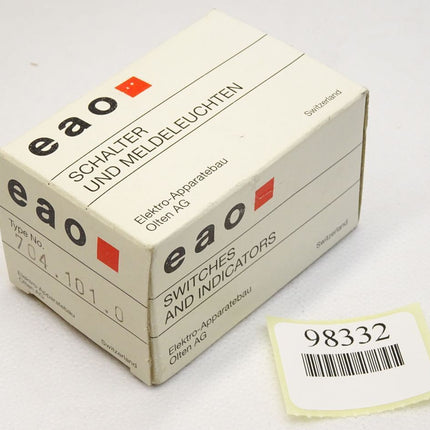 eao
SCHALTER
UND MELDELEUCHTEN
Elektro-Apparatebau
Olten AG
Switzerland
eao
Type No.
704.101.0
Elektro-Apparatebau
Olten AG
Switzerland
eao
SWITCHES
AND INDICATORS
Elektro-Apparatebau
Olten AG
Switzerland
98332